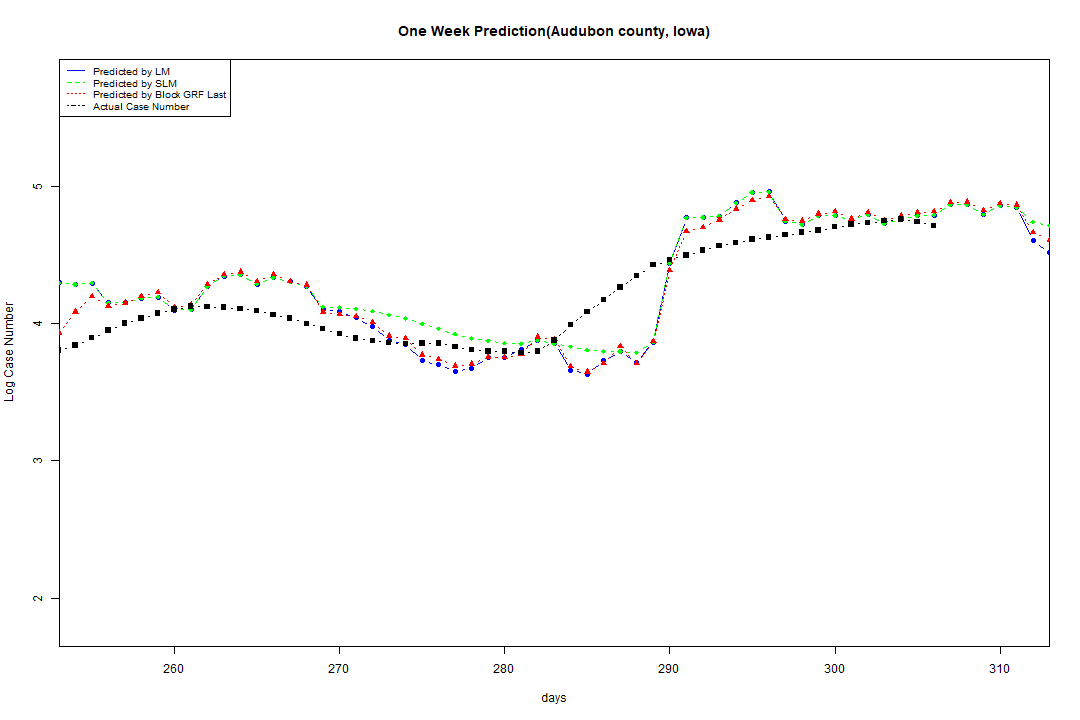 One Week Prediction(Audubon county, Iowa)
Predicted by LM
Predicted by SLM
Predicted by Block GRF Last
Actual Case Number
Log Case Number
5
4
3
2
260 270 280 290 300 310
days